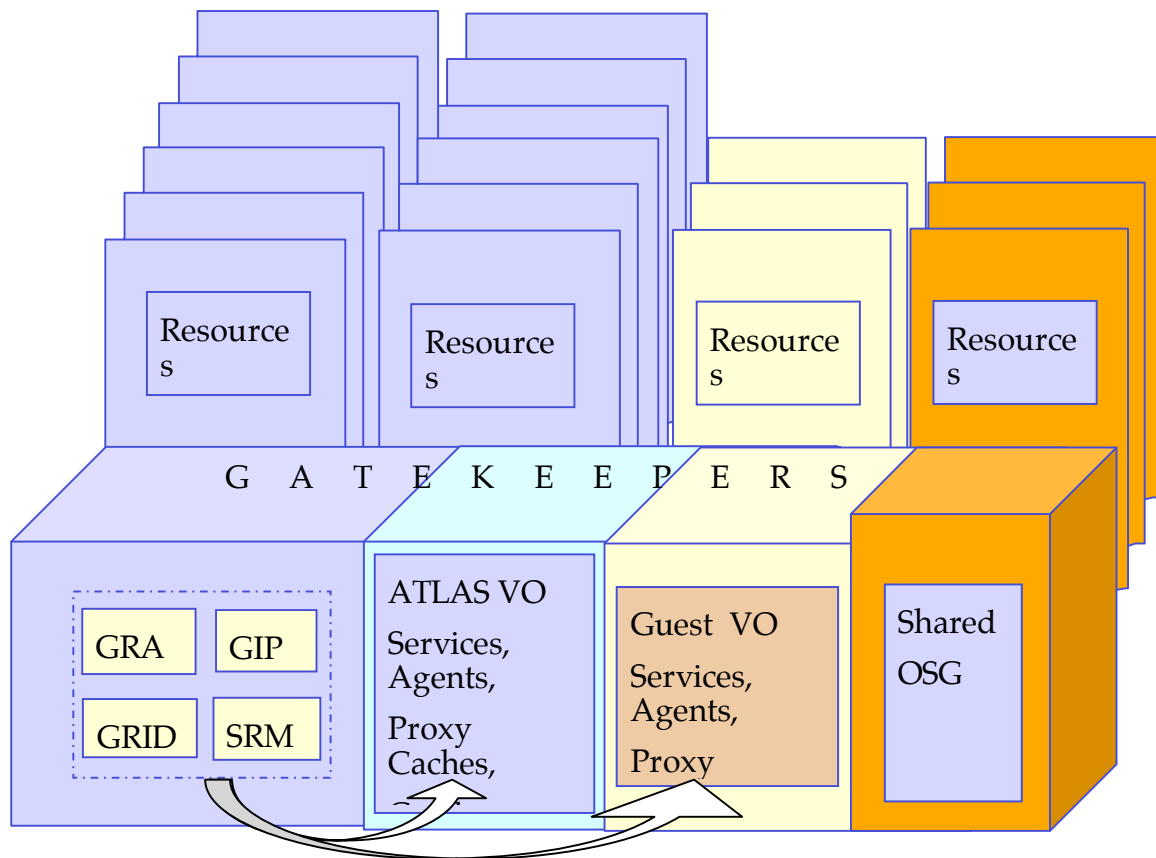 Resource
s
Resource
s
Resource
s
Resource
s
G A T E K E E P E R S
GRA
GIP
GRID
SRM
ATLAS VO
Services,
Agents,
Proxy
Caches,
Guest VO
Services,
Agents,
Proxy
Shared
OSG